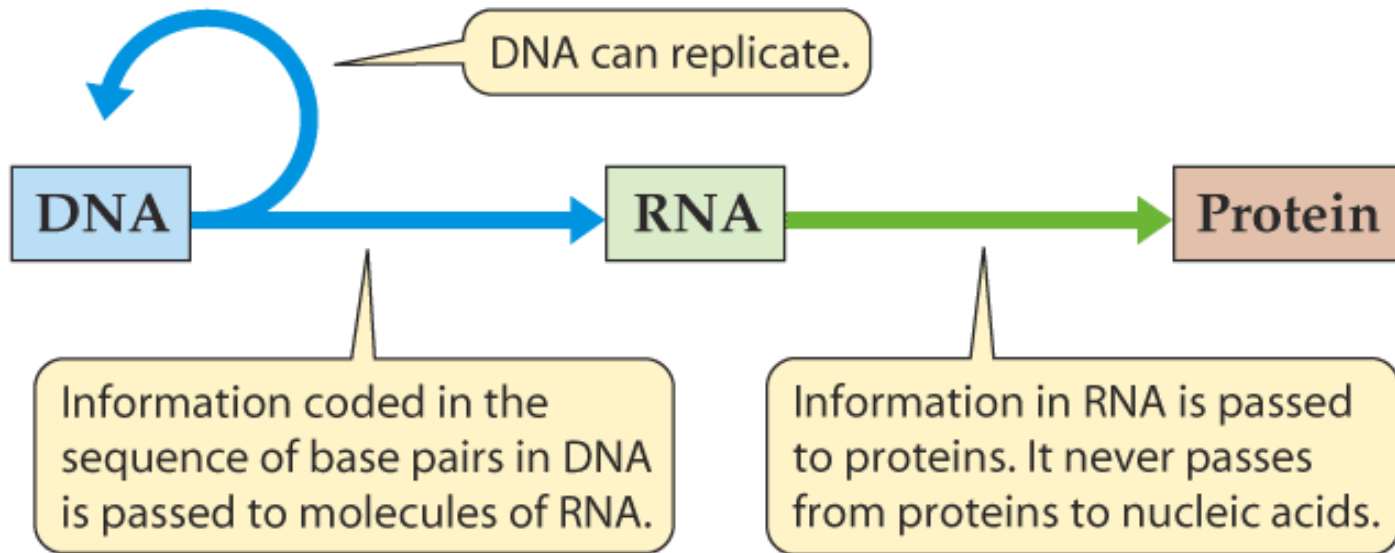 DNA can replicate.
DNA
RNA
Protein
Information coded in the
sequence of base pairs in DNA
is passed to molecules of RNA.
Information in RNA is passed
to proteins. It never passes
from proteins to nucleic acids.